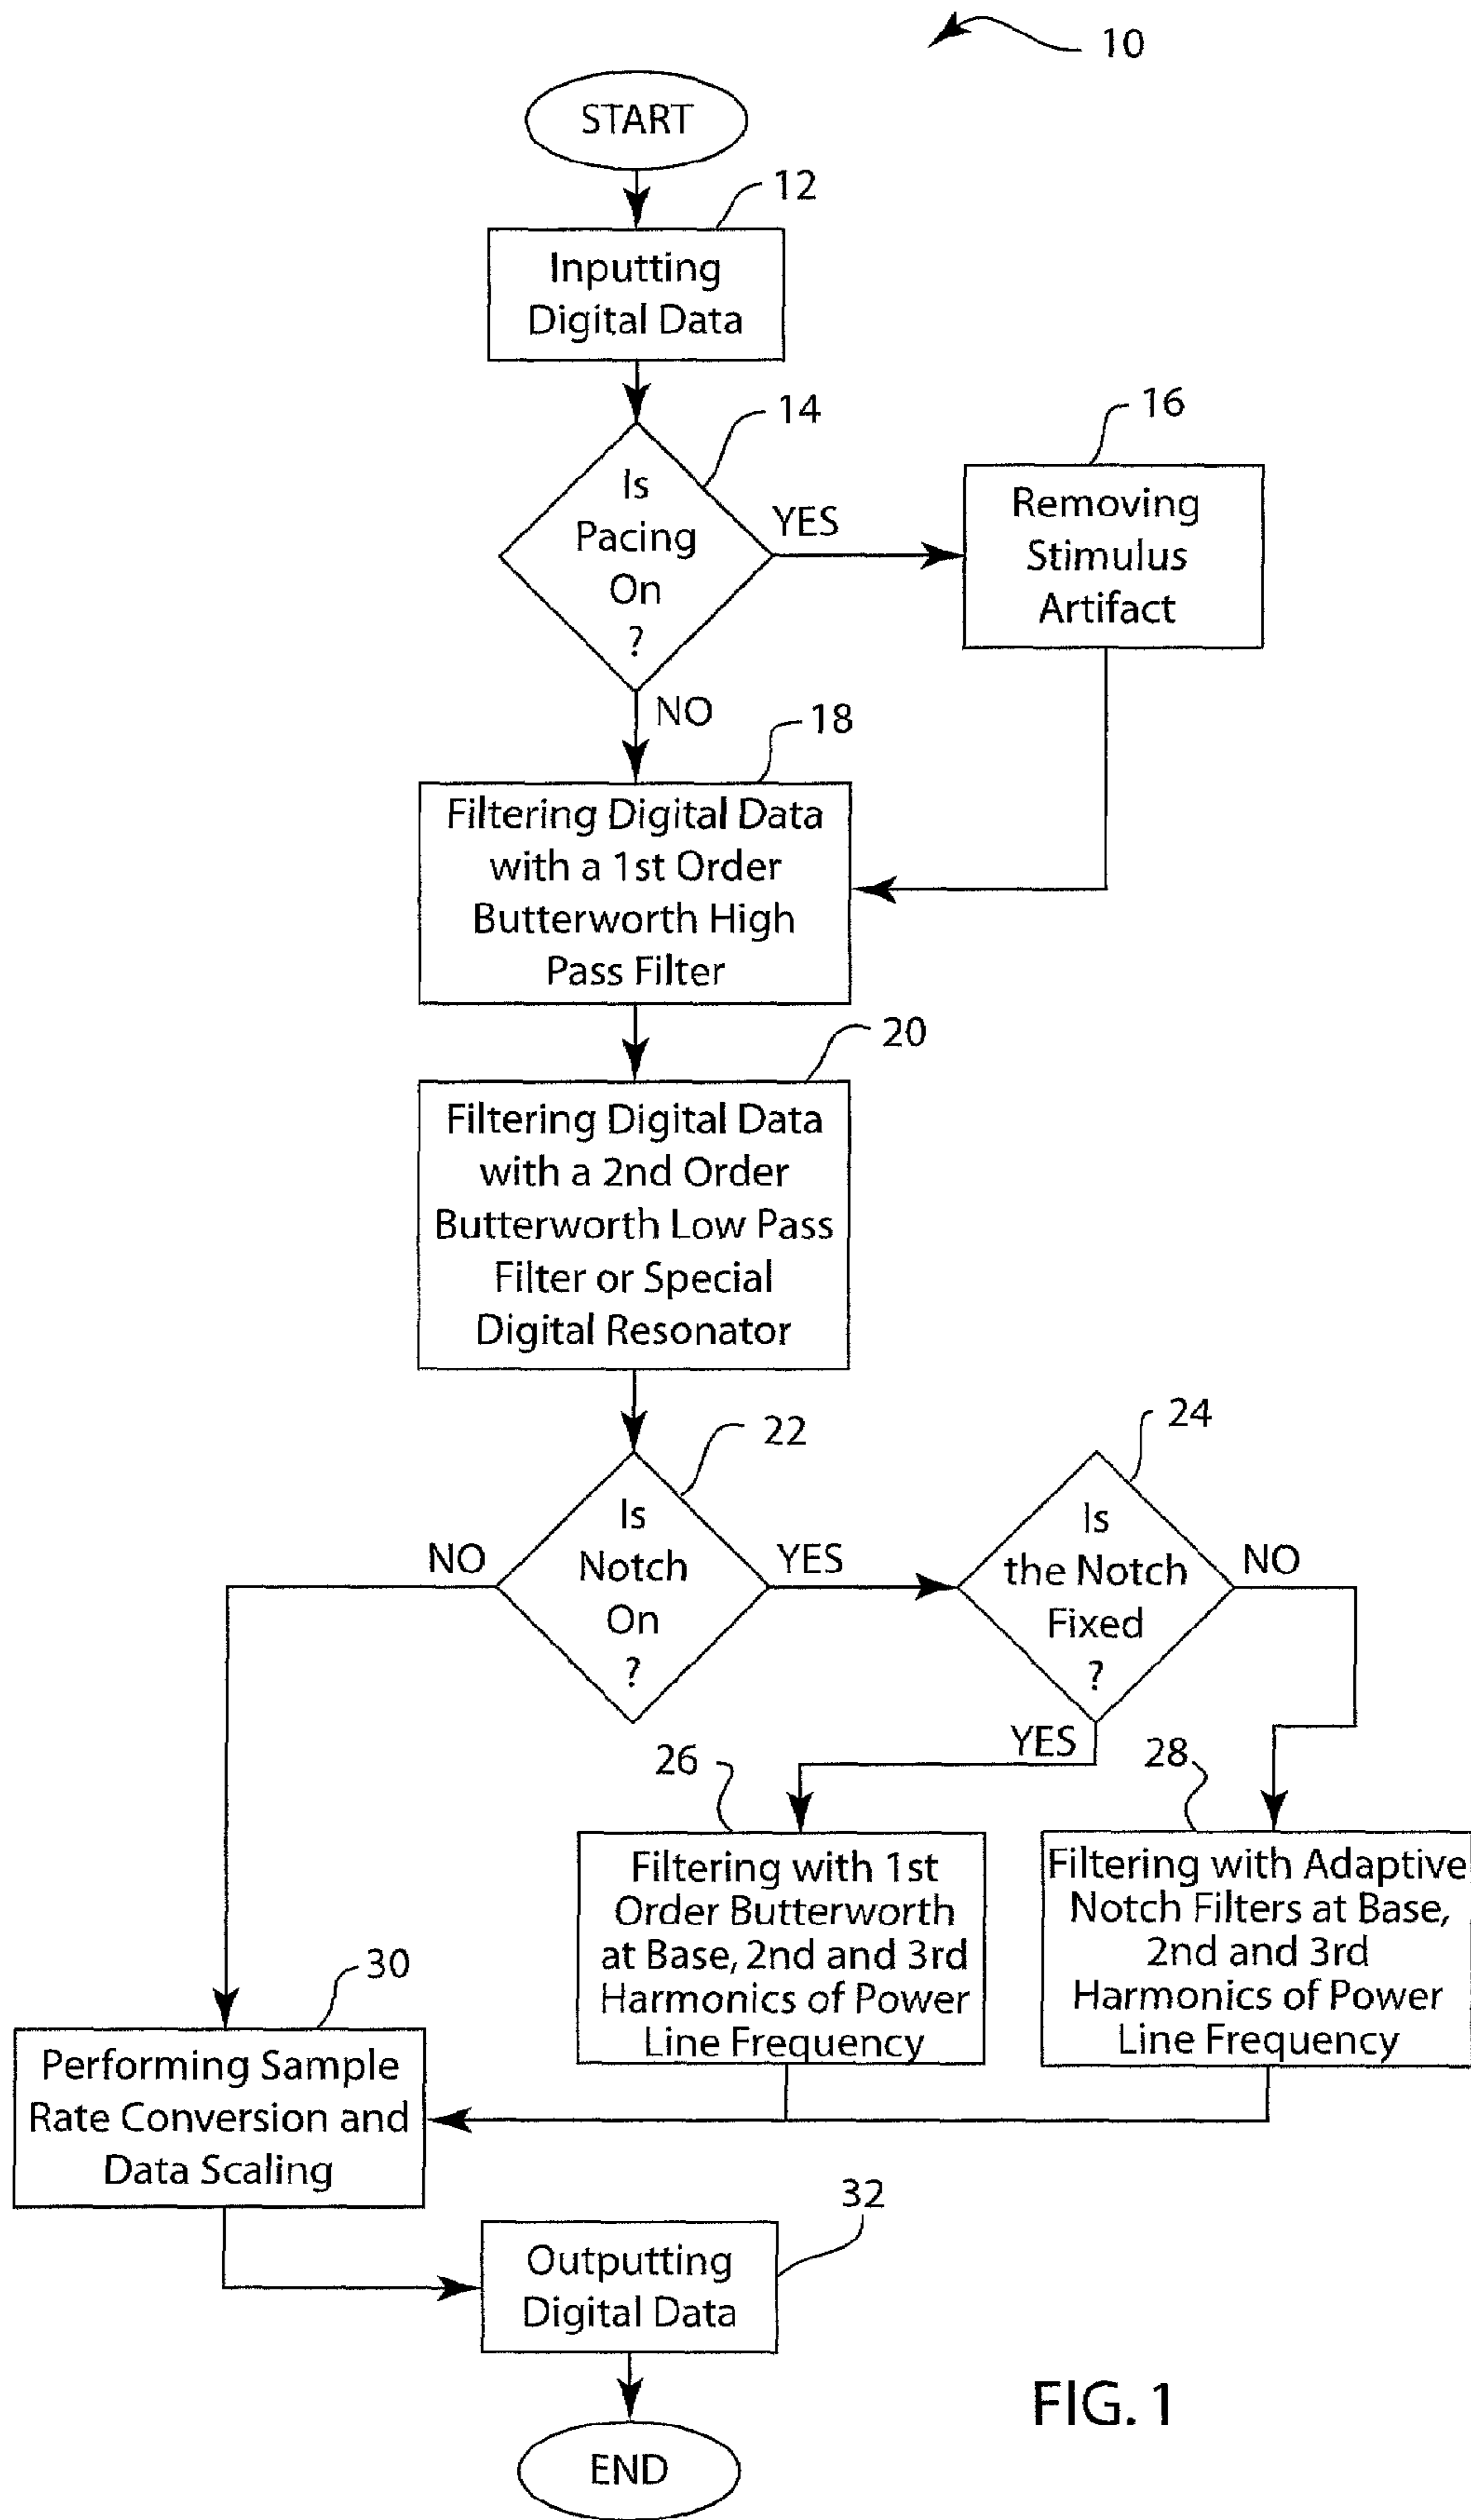 10
START
12
Inputting
Digital Data
14
Is
Pacing
On
?
YES
16
Removing
Stimulus
Artifact
NO
18
Filtering Digital Data
with a 1st Order
Butterworth High
Pass Filter
20
Filtering Digital Data
with a 2nd Order
Butterworth Low Pass
Filter or Special
Digital Resonator
22
Is
Notch
On
?
NO
YES
24
Is
the Notch
Fixed
?
NO
YES
26
Filtering with 1st
Order Butterworth
at Base, 2nd and 3rd
Harmonics of Power
Line Frequency
28
Filtering with Adaptive
Notch Filters at Base,
2nd and 3rd
Harmonics of Power
Line Frequency
30
Performing Sample
Rate Conversion and
Data Scaling
32
Outputting
Digital Data
END
FIG. 1